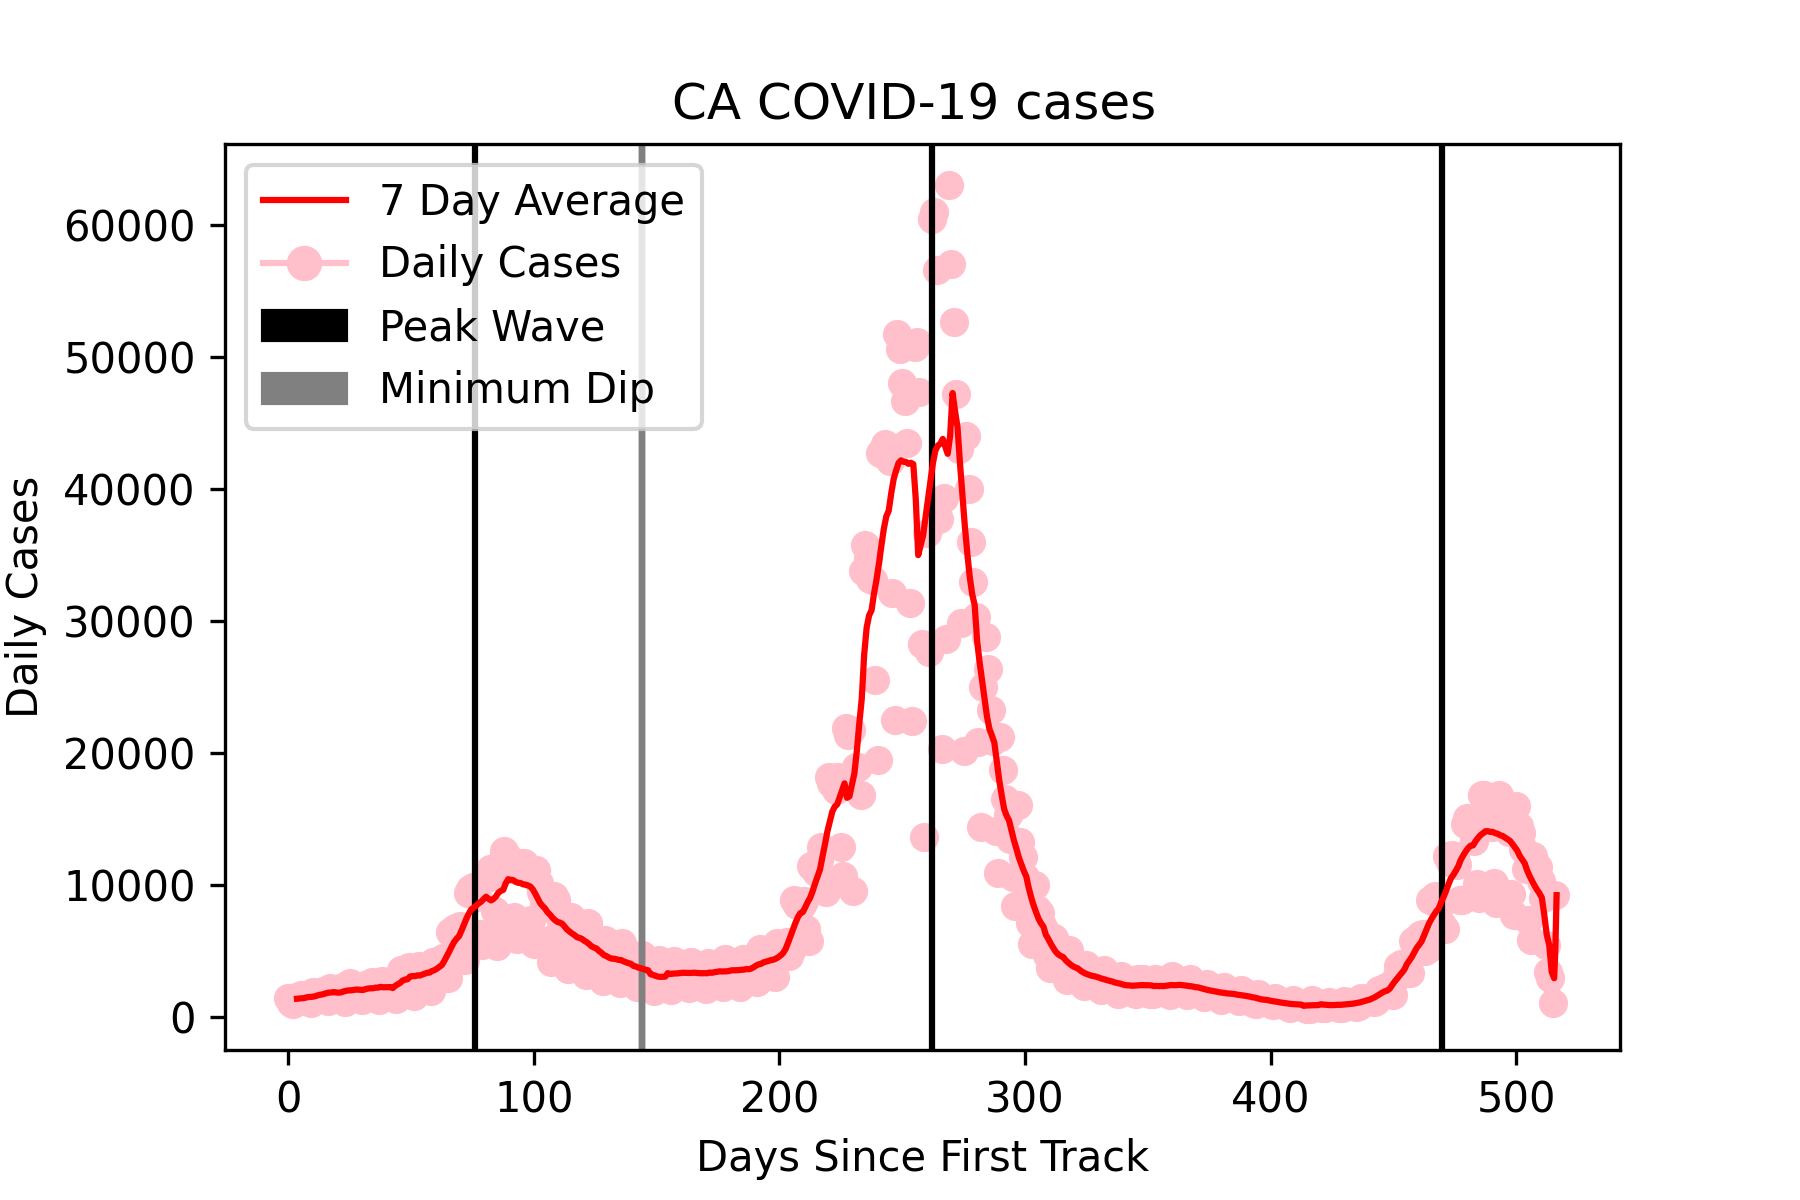 CA COVID-19 cases
7 Day Average
Daily Cases
Peak Wave
Minimum Dip
Daily Cases
60000
50000
40000
30000
20000
10000
0
0 100 200 300 400 500
Days Since First Track